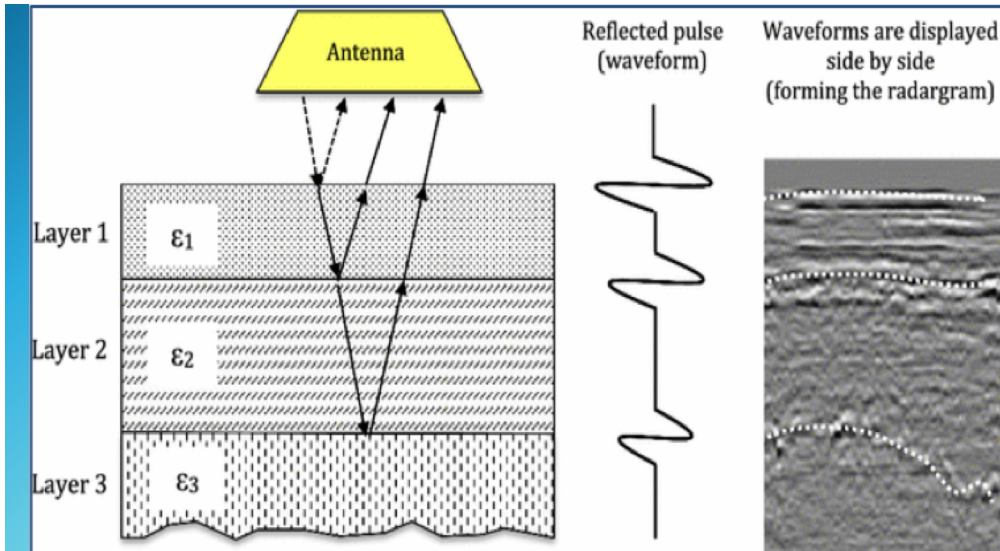 Antenna
Reflected pulse
(waveform)
Waveforms are displayed
side by side
(forming the radargram)
Layer 1
ε1
Layer 2
ε2
Layer 3
ε3